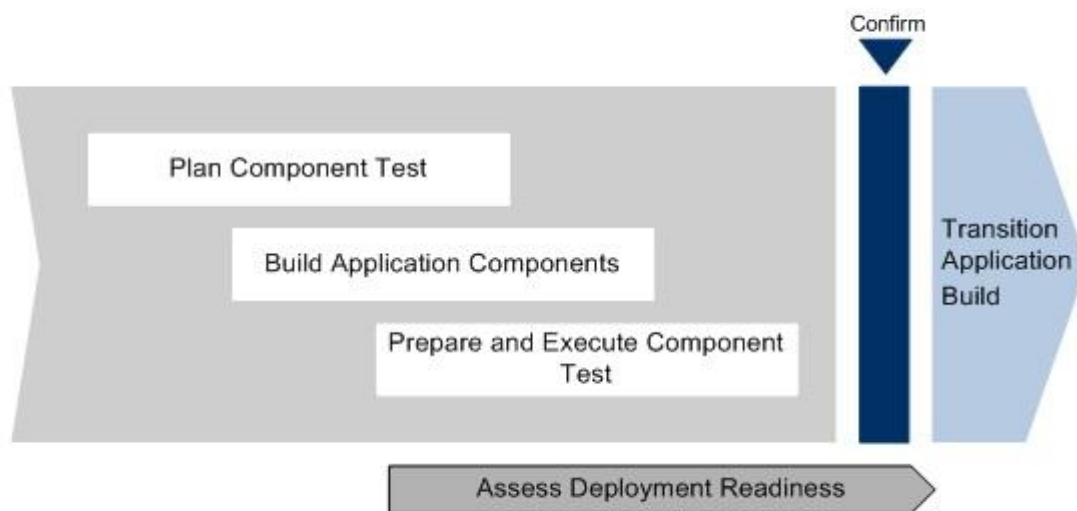 Confirm
Plan Component Test
Build Application Components
Prepare and Execute Component
Test
Transition
Application
Build
Assess Deployment Readiness